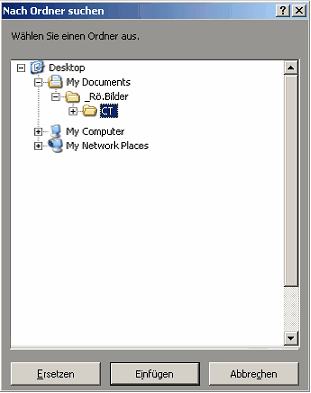 Nach Ordner suchen
Wählen Sie einen Ordner aus.
Desktop
My Documents
_Rö.Bilder
CT
My Computer
My Network Places
Ersetzen Einfügen Abbrechen